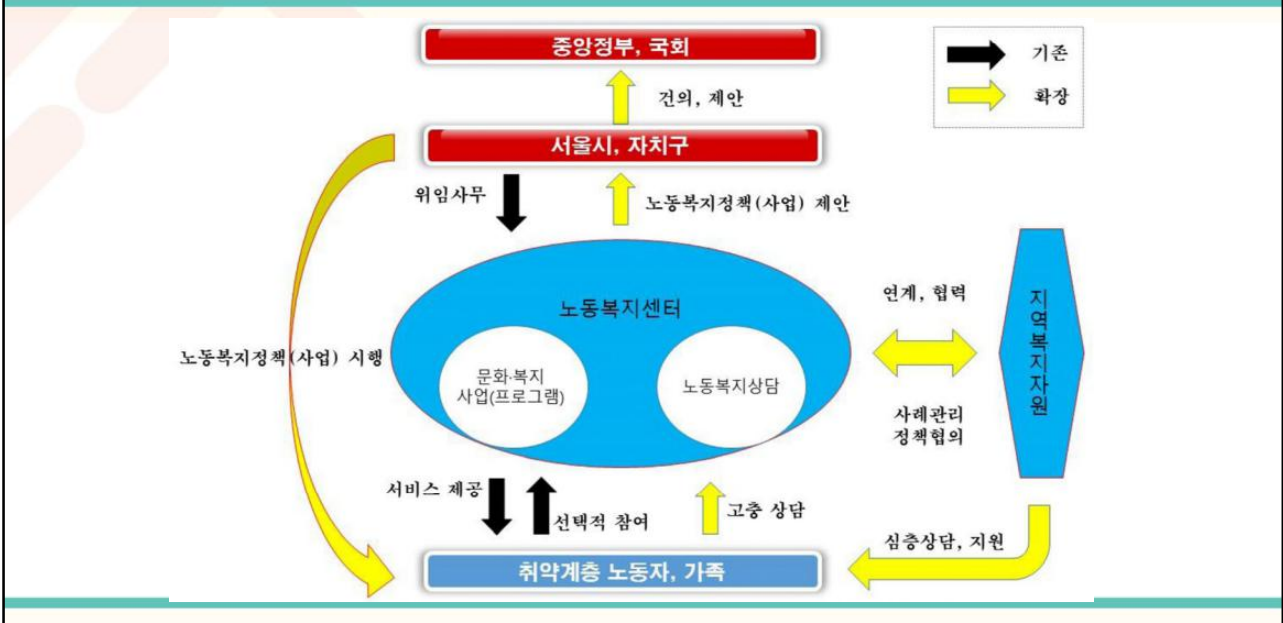 중앙정부, 국회
기존
확장
건의, 제안
서울시, 자치구
위임사무
노동복지정책(사업) 제안
노동복지센터
연계, 협력
지역복지자원
노동복지정책(사업) 시행
문화·복지
사업(프로그램)
노동복지상담
사례관리
정책협의
서비스 제공
선택적 참여
고충 상담
심층상담, 지원
취약계층 노동자, 가족